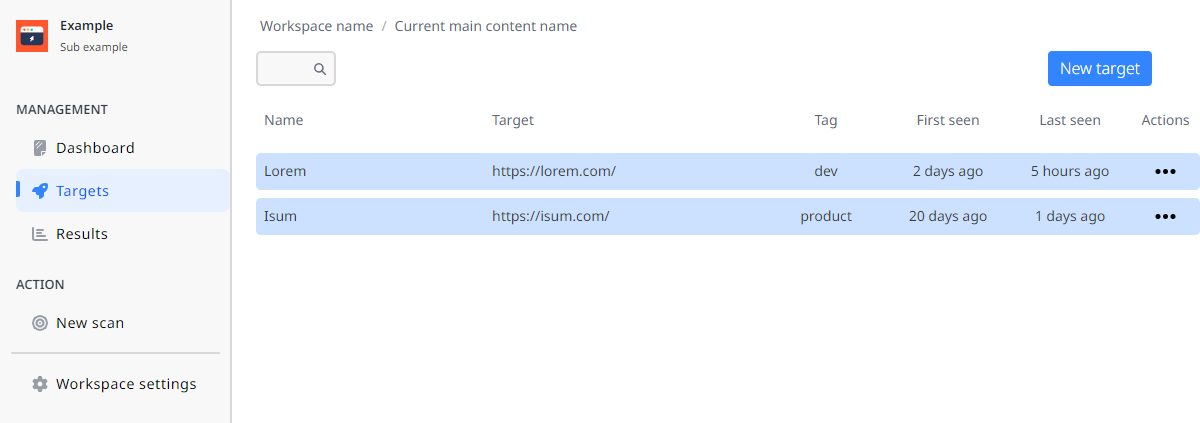 Example
Sub example
MANAGEMENT
Dashboard
Targets
Results
ACTION
New scan
Workspace settings
Workspace name / Current main content name
New target
Name Target Tag First seen Last seen Actions
Lorem https://lorem.com/ dev 2 days ago 5 hours ago •••
Isum https://isum.com/ product 20 days ago 1 days ago •••